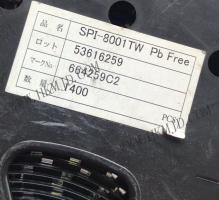 品名 SPI-8001TW Pb Free
ロット 53616259
マークNo. 664259C2
数量 1400
PCS